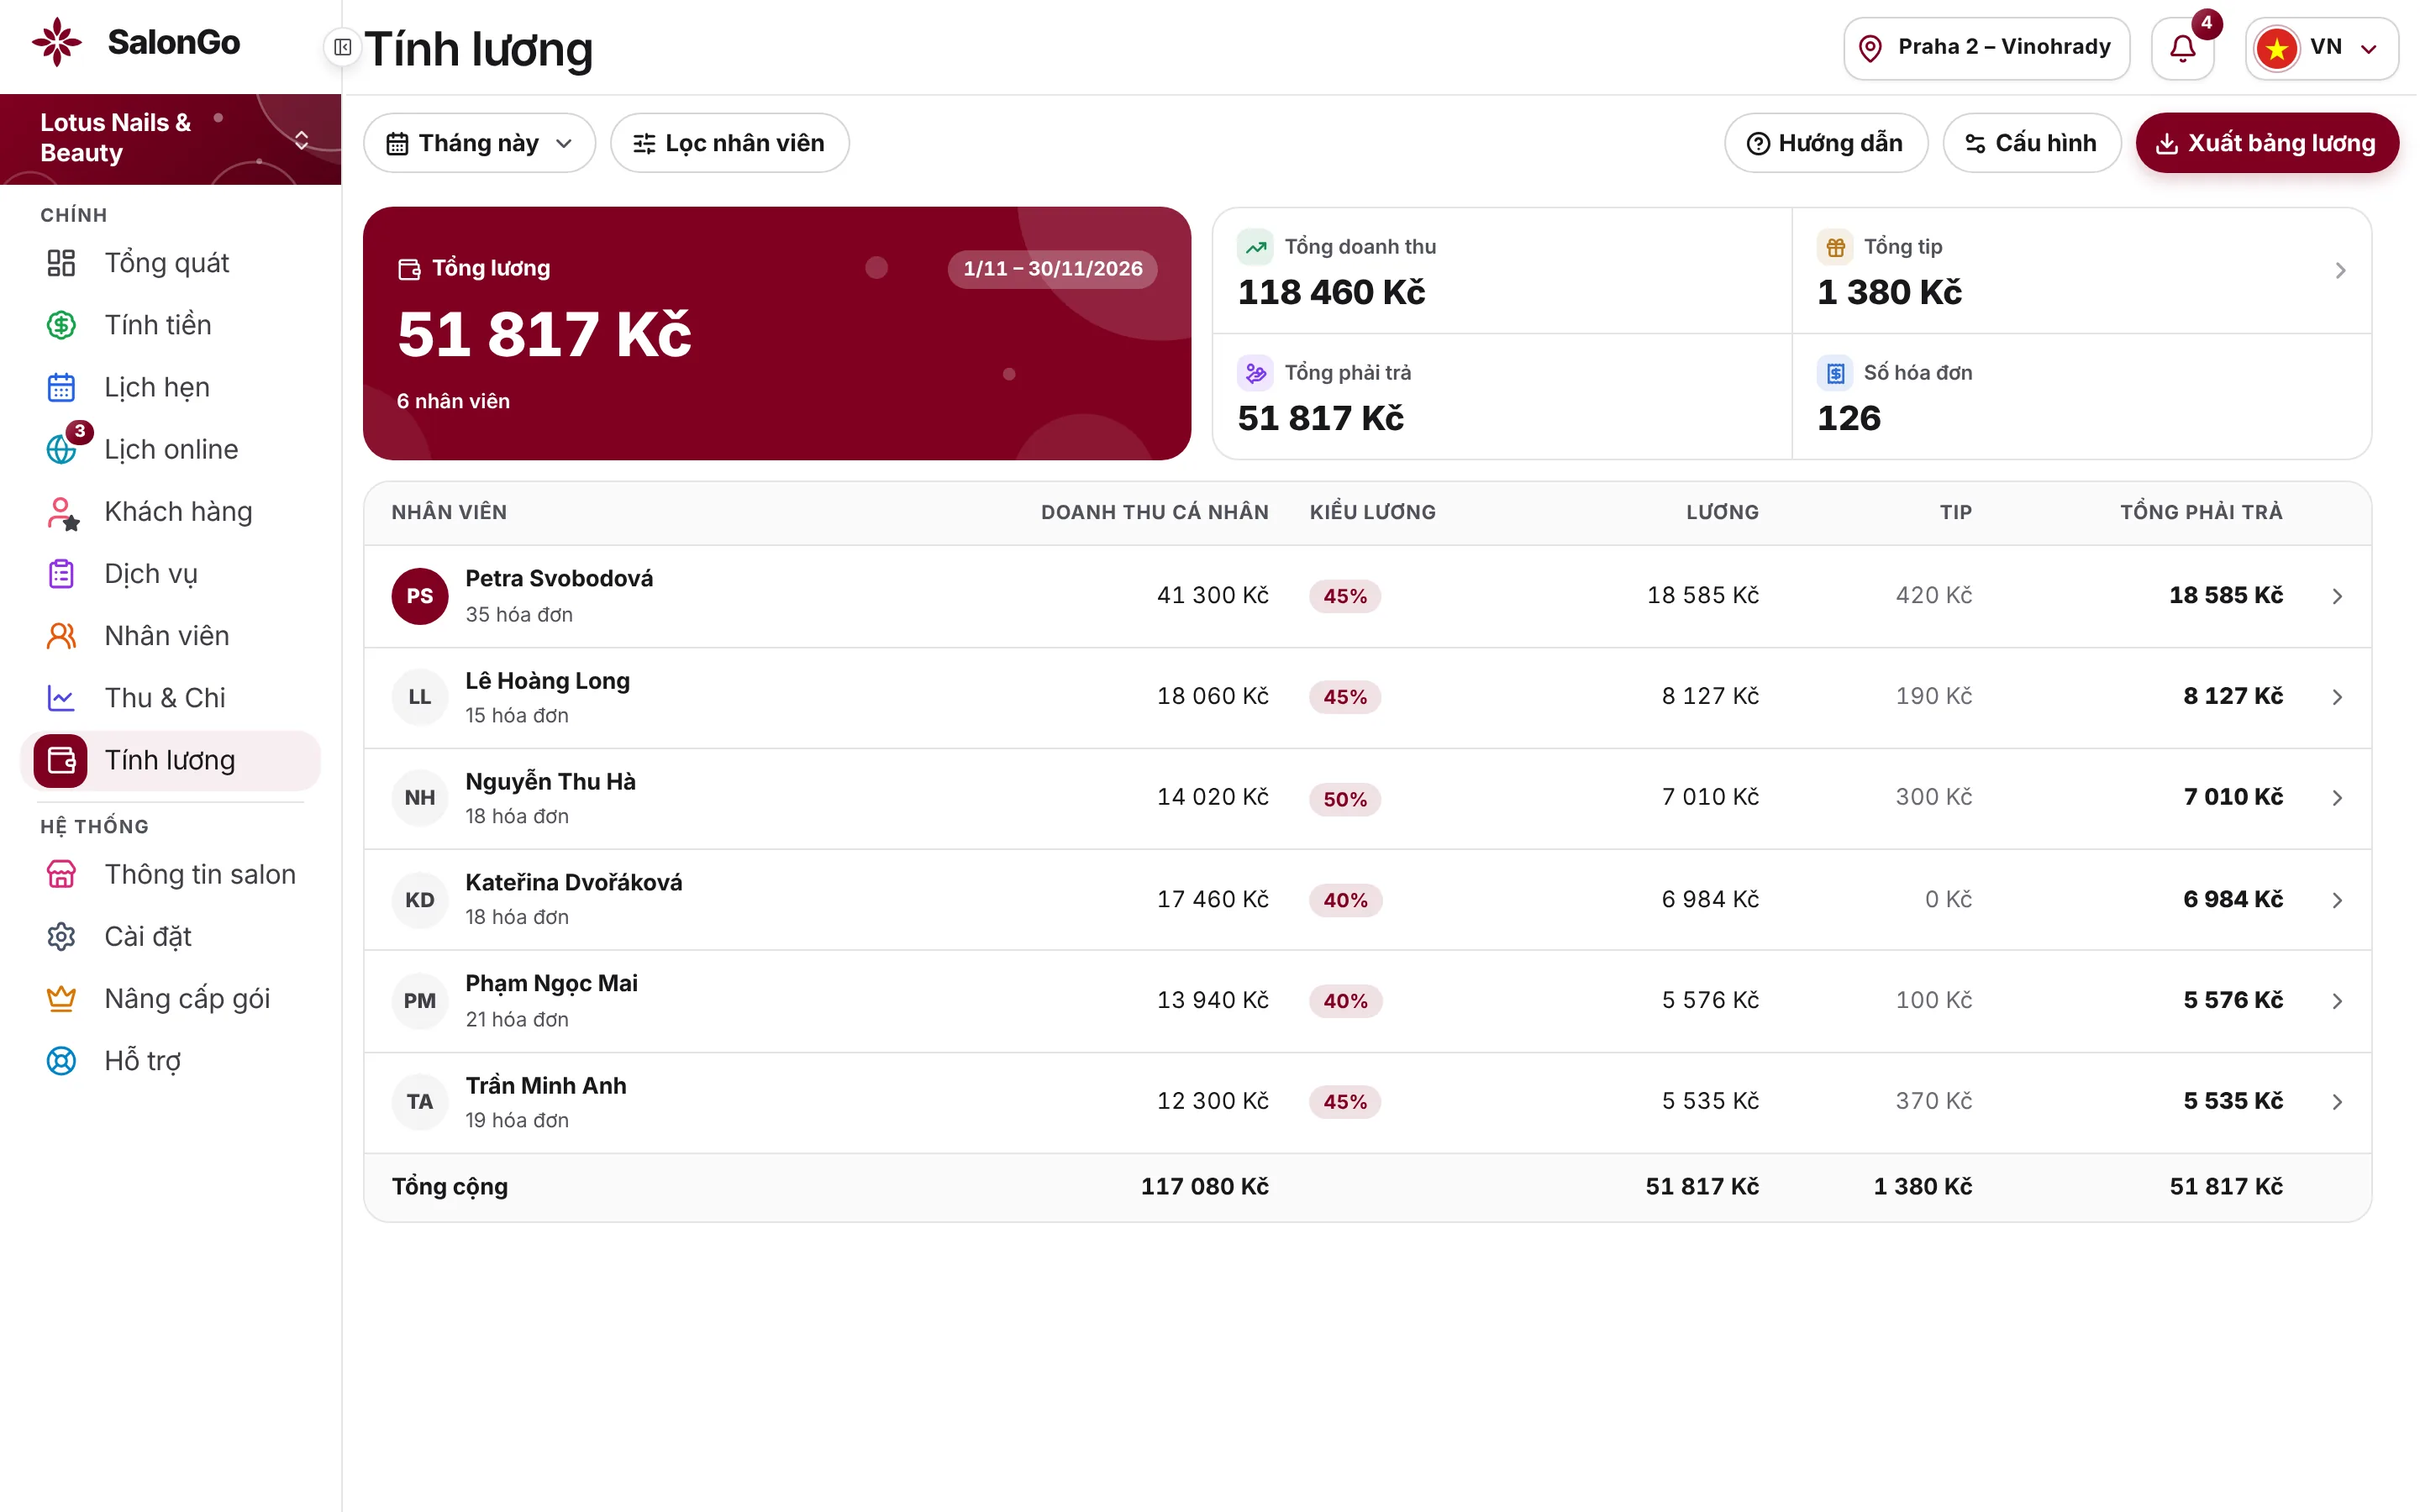 SalonGo
Tính lương
Praha 2 – Vinohrady
4
VN
Lotus Nails &
Beauty
Tháng này
Lọc nhân viên
Hướng dẫn
Cấu hình
Xuất bảng lương
CHÍNH
Tổng quát
Tính tiền
Lịch hẹn
3
Lịch online
Khách hàng
Dịch vụ
Nhân viên
Thu & Chi
Tính lương
HỆ THỐNG
Thông tin salon
Cài đặt
Nâng cấp gói
Hỗ trợ
Tổng lương
1/11 – 30/11/2026
51 817 Kč
6 nhân viên
Tổng doanh thu
118 460 Kč
Tổng tip
1 380 Kč
Tổng phải trả
51 817 Kč
Số hóa đơn
126
NHÂN VIÊN DOANH THU CÁ NHÂN KIỂU LƯƠNG LƯƠNG TIP TỔNG PHẢI TRẢ
PS Petra Svobodová 41 300 Kč 45% 18 585 Kč 420 Kč 18 585 Kč
35 hóa đơn
LL Lê Hoàng Long 18 060 Kč 45% 8 127 Kč 190 Kč 8 127 Kč
15 hóa đơn
NH Nguyễn Thu Hà 14 020 Kč 50% 7 010 Kč 300 Kč 7 010 Kč
18 hóa đơn
KD Kateřina Dvořáková 17 460 Kč 40% 6 984 Kč 0 Kč 6 984 Kč
18 hóa đơn
PM Phạm Ngọc Mai 13 940 Kč 40% 5 576 Kč 100 Kč 5 576 Kč
21 hóa đơn
TA Trần Minh Anh 12 300 Kč 45% 5 535 Kč 370 Kč 5 535 Kč
19 hóa đơn
Tổng cộng 117 080 Kč 51 817 Kč 1 380 Kč 51 817 Kč